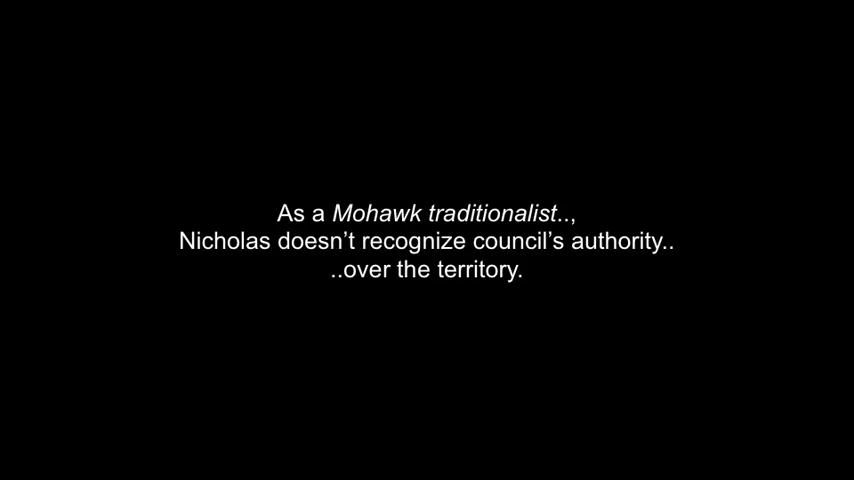 As a Mohawk traditionalist..,
Nicholas doesn’t recognize council’s authority..
..over the territory.